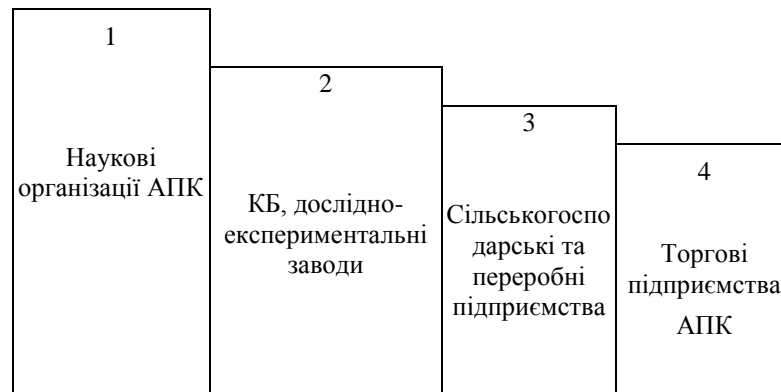 1
Наукові
організації АПК
2
КБ, дослідно-
експериментальні
заводи
3
Сільськогоспо
дарські та
переробні
підприємства
4
Торгові
підприємства
АПК